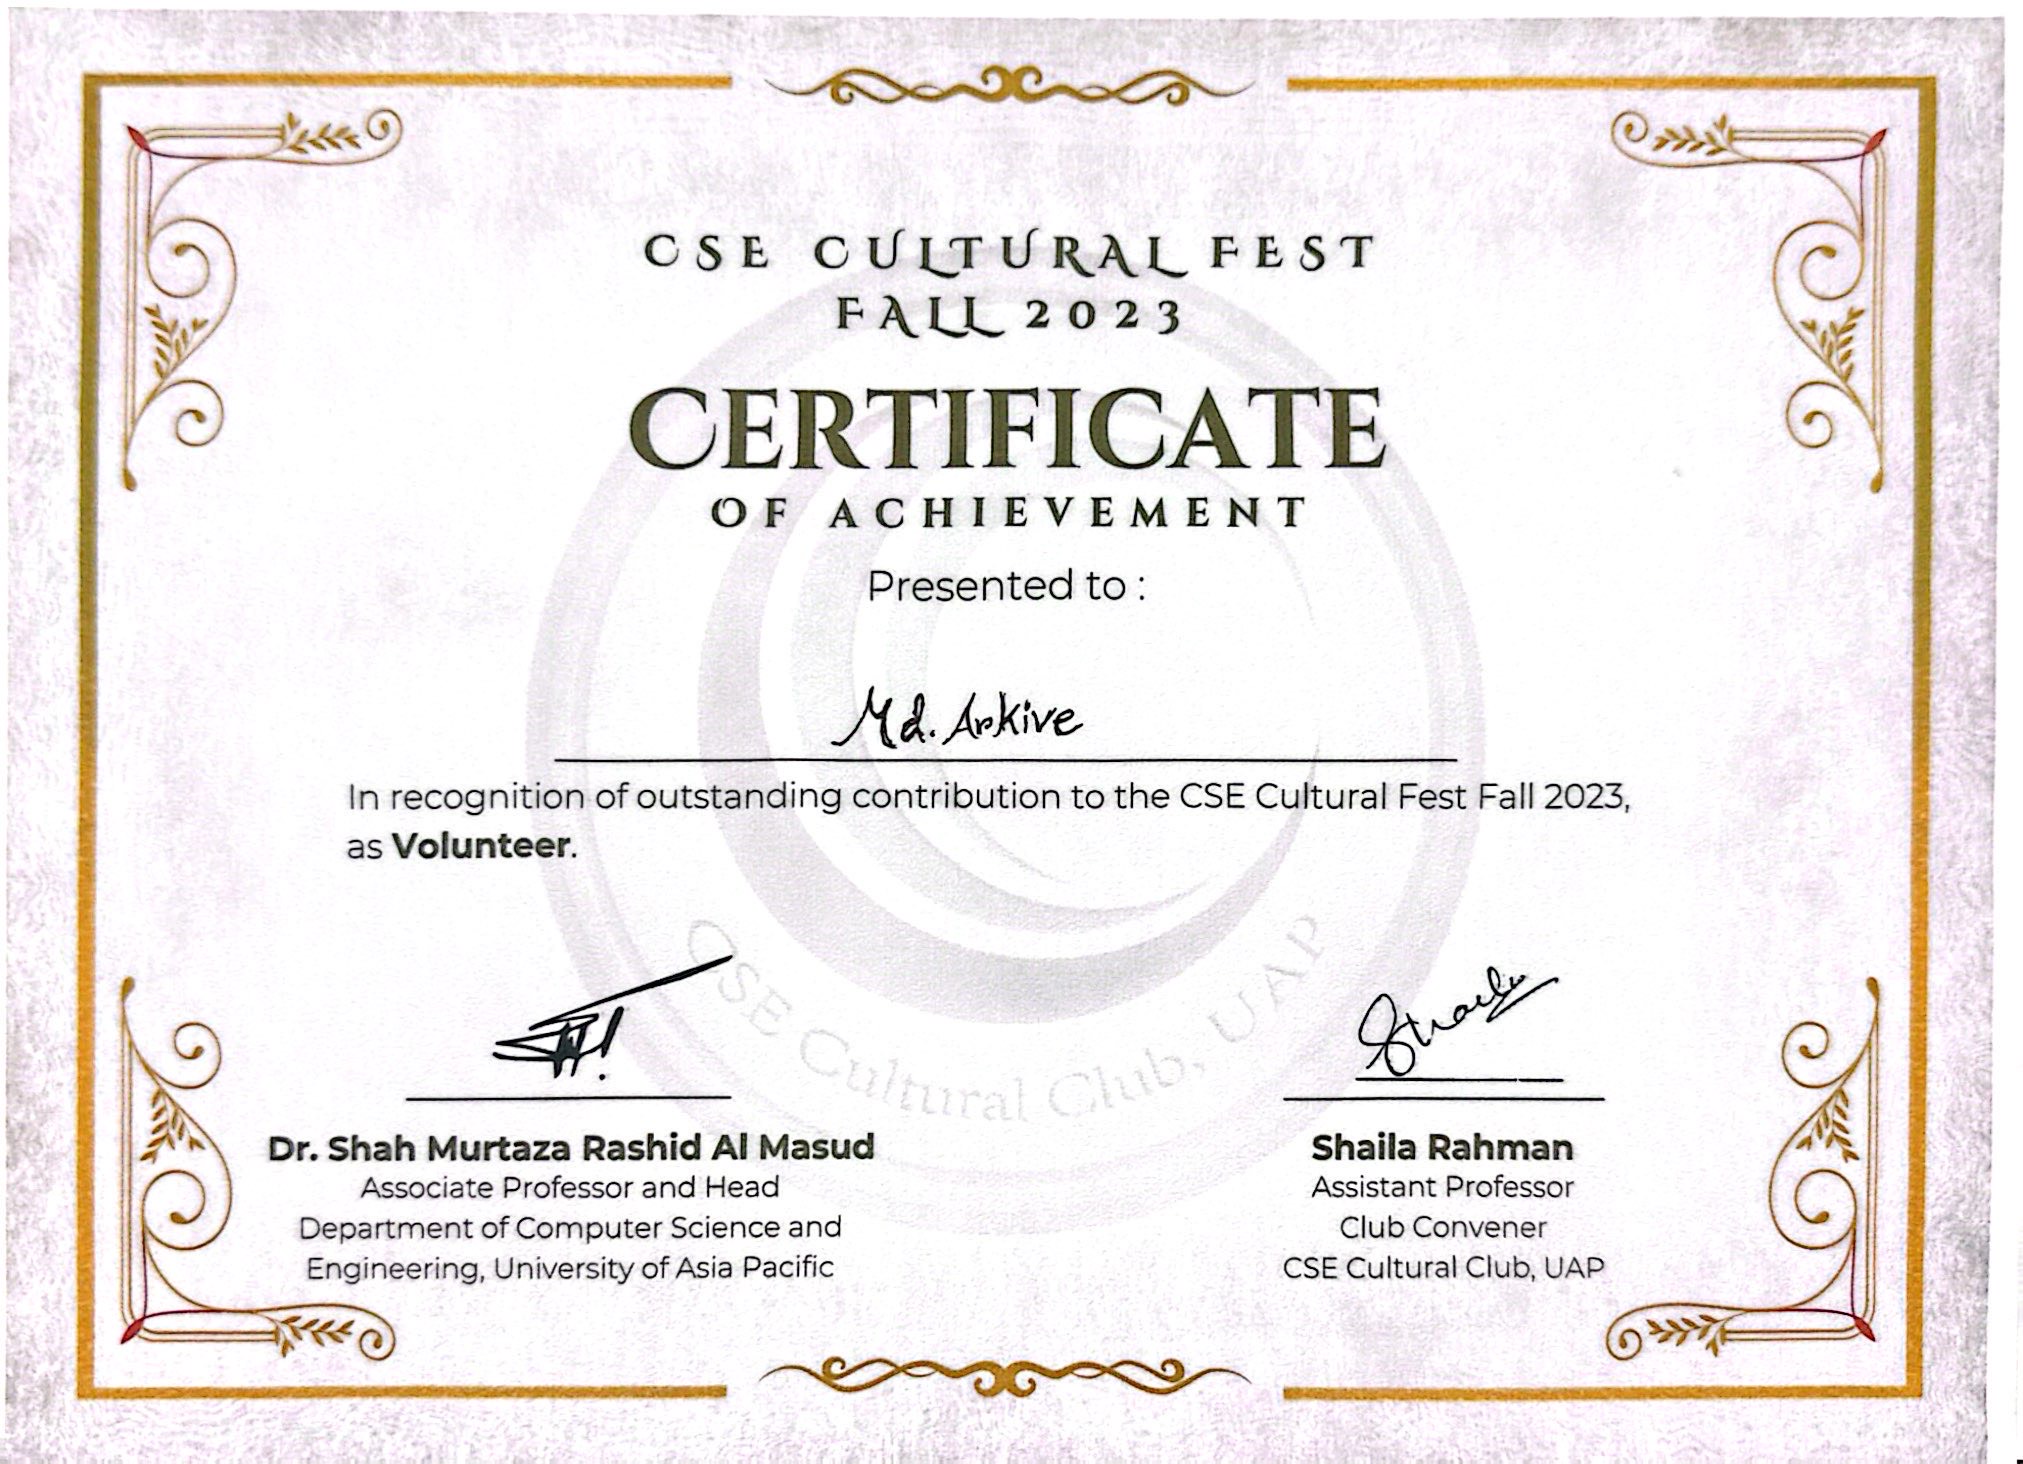 CSE CULTURAL FEST
FALL 2023
CERTIFICATE
OF ACHIEVEMENT
Presented to :
Md. Arkive
In recognition of outstanding contribution to the CSE Cultural Fest Fall 2023,
as Volunteer.
CSE Cultural Club, UAP
Shaila
Dr. Shah Murtaza Rashid Al Masud
Associate Professor and Head
Department of Computer Science and
Engineering, University of Asia Pacific
Shaila Rahman
Assistant Professor
Club Convener
CSE Cultural Club, UAP